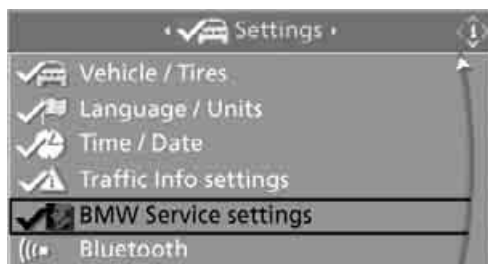 Settings
Vehicle / Tires
Language / Units
Time / Date
Traffic Info settings
BMW Service settings
Bluetooth